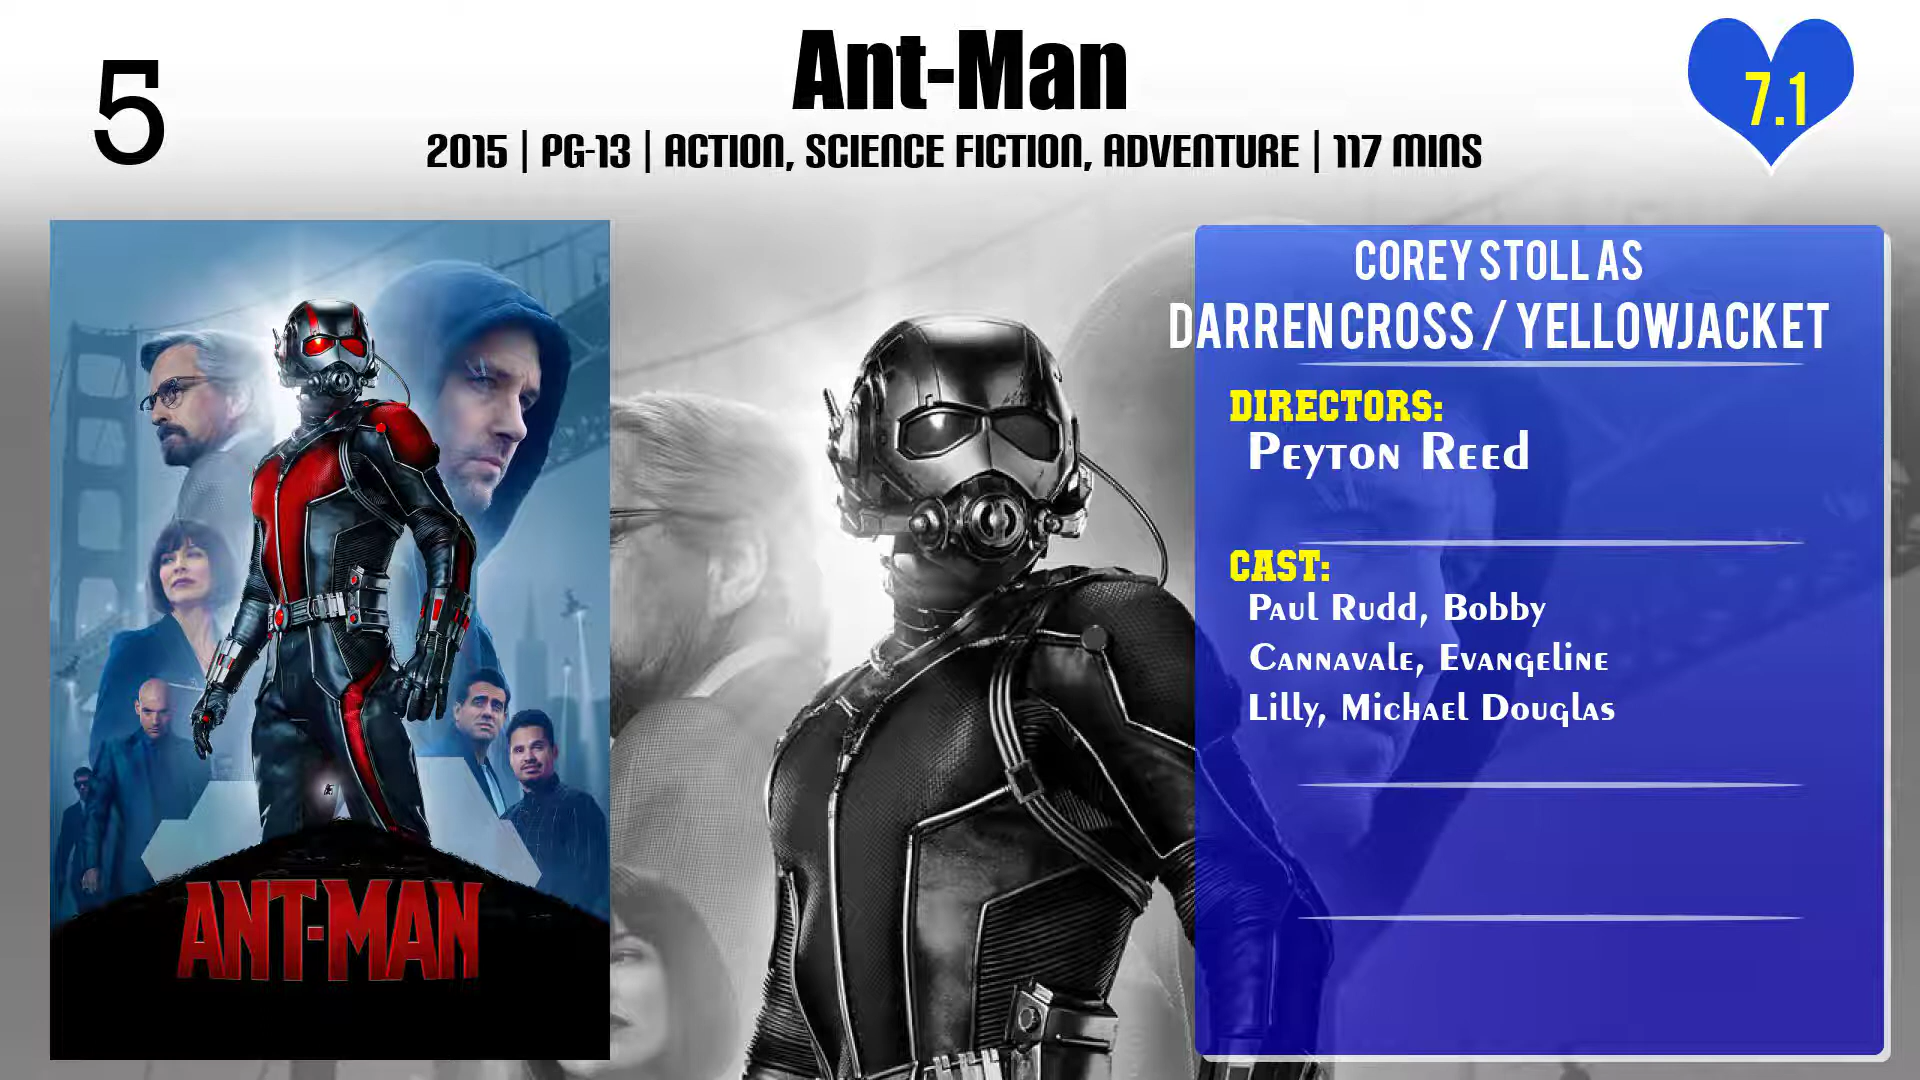 5
Ant-Man
7.1
2015 | PG-13 | ACTION, SCIENCE FICTION, ADVENTURE | 117 MINS
COREY STOLL AS
DARREN CROSS / YELLOWJACKET
DIRECTORS:
Peyton Reed
CAST:
Paul Rudd, Bobby
Cannavale, Evangeline
Lilly, Michael Douglas
ANT-MAN